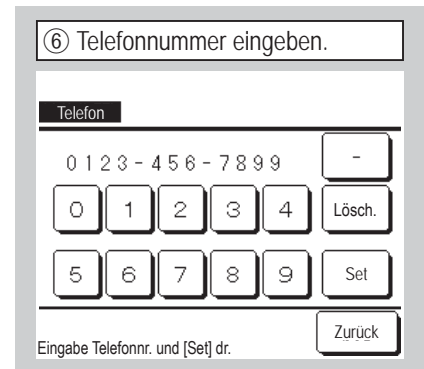 ⑥ Telefonnummer eingeben.
Telefon
0123-456-7899 -
0 1 2 3 4 Lösch.
5 6 7 8 9 Set
Zurück
Eingabe Telefonnr. und [Set] dr.